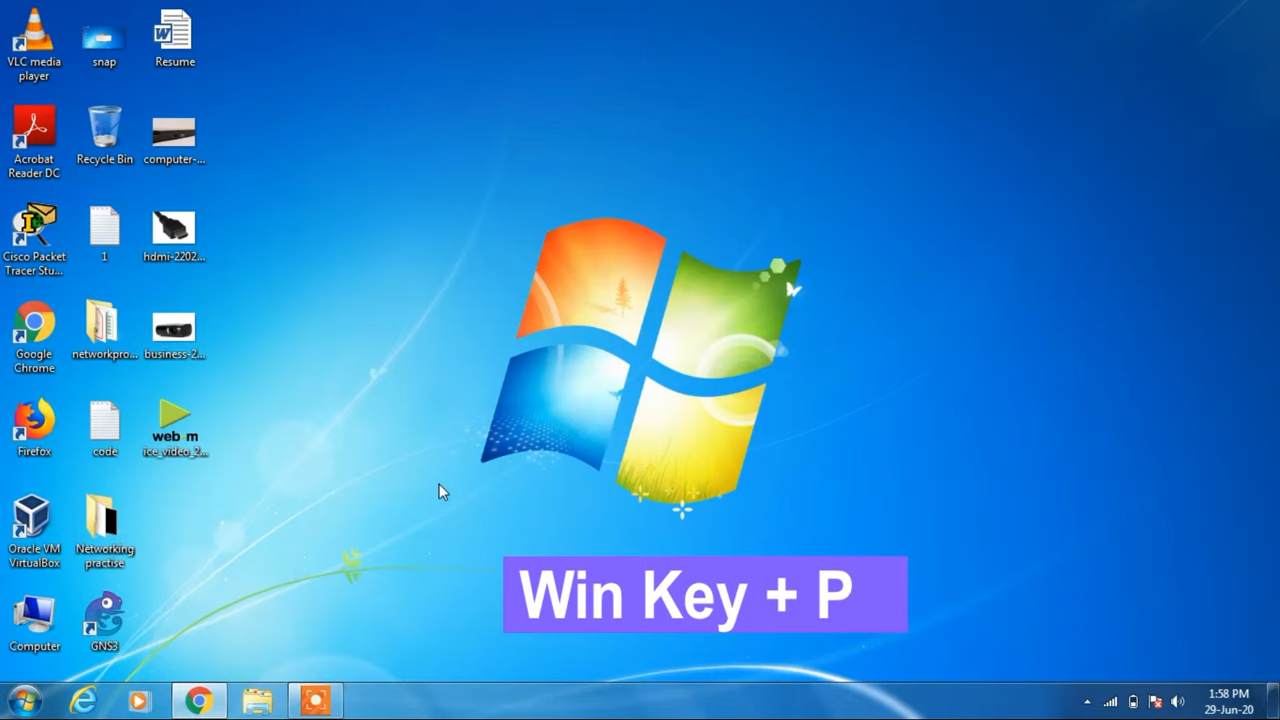 VLC media
player
snap
Resume
Acrobat
Reader DC
Recycle Bin
computer-...
Cisco Packet
Tracer Stu...
1
hdmi-2202...
Google
Chrome
networkpro...
business-2...
Firefox
code
web m
ice_video_2...
Oracle VM
VirtualBox
Networking
practise
Computer
GNS3
Win Key + P
1:58 PM
29-Jun-20